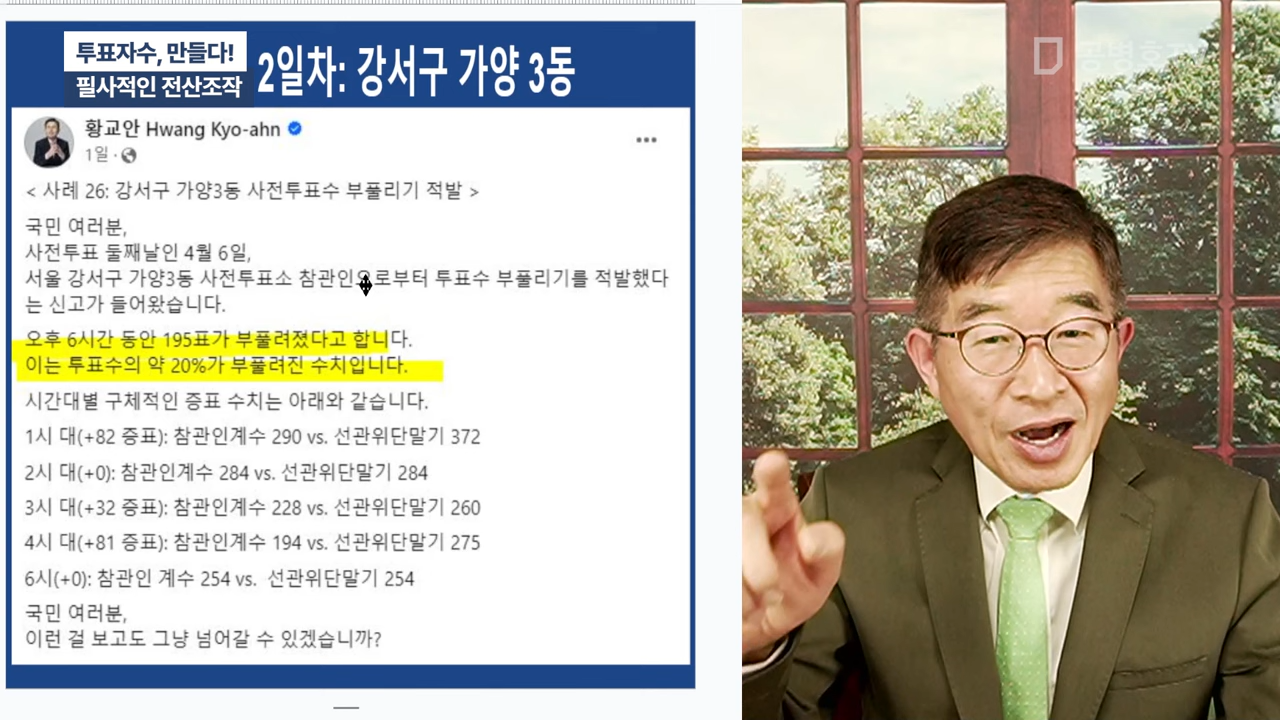 투표자수, 만들다!
필사적인 전산조작
2일차: 강서구 가양 3동
황교안 Hwang Kyo-ahn
1일 ·
< 사례 26: 강서구 가양3동 사전투표수 부풀리기 적발 >
국민 여러분,
사전투표 둘째날인 4월 6일,
서울 강서구 가양3동 사전투표소 참관인으로부터 투표수 부풀리기를 적발했다
는 신고가 들어왔습니다.
오후 6시간 동안 195표가 부풀려졌다고 합니다.
이는 투표수의 약 20%가 부풀려진 수치입니다.
시간대별 구체적인 증표 수치는 아래와 같습니다.
1시 대(+82 증표): 참관인계수 290 vs. 선관위단말기 372
2시 대(+0): 참관인계수 284 vs. 선관위단말기 284
3시 대(+32 증표): 참관인계수 228 vs. 선관위단말기 260
4시 대(+81 증표): 참관인계수 194 vs. 선관위단말기 275
6시(+0): 참관인 계수 254 vs. 선관위단말기 254
국민 여러분,
이런 걸 보고도 그냥 넘어갈 수 있겠습니까?